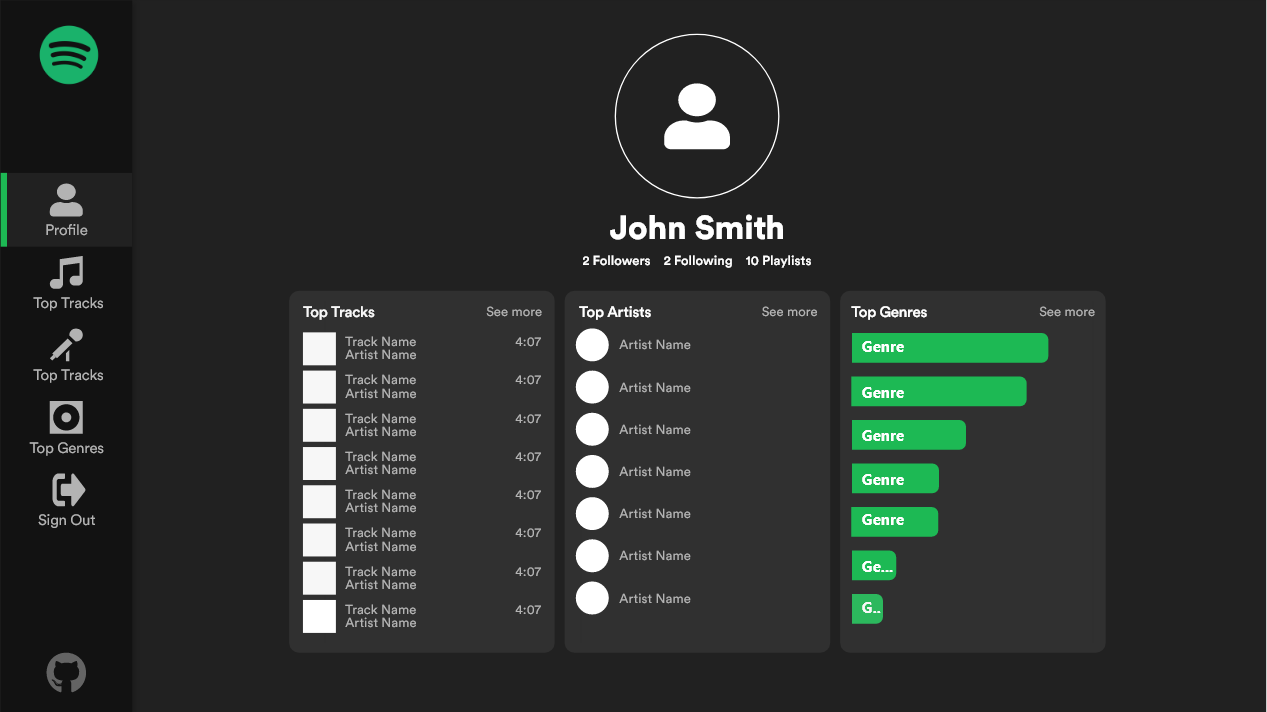 Profile
Top Tracks
Top Tracks
Top Genres
Sign Out
John Smith
2 Followers 2 Following 10 Playlists
Top Tracks See more
Track Name 4:07
Artist Name
Track Name 4:07
Artist Name
Track Name 4:07
Artist Name
Track Name 4:07
Artist Name
Track Name 4:07
Artist Name
Track Name 4:07
Artist Name
Track Name 4:07
Artist Name
Track Name 4:07
Artist Name
Top Artists See more
Artist Name
Artist Name
Artist Name
Artist Name
Artist Name
Artist Name
Artist Name
Top Genres See more
Genre
Genre
Genre
Genre
Genre
Ge...
G..